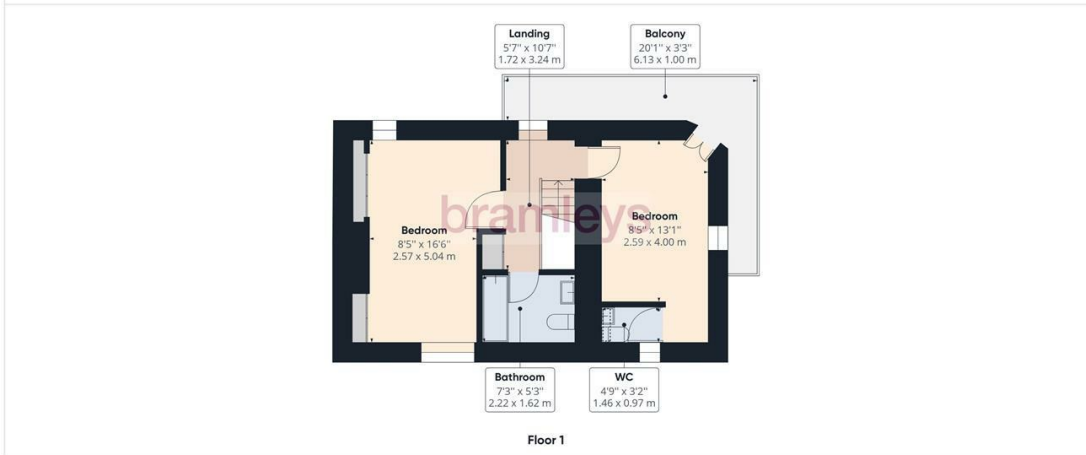 Landing
5'7" x 10'7"
1.72 x 3.24 m
Balcony
20'1" x 3'3"
6.13 x 1.00 m
bramleys
Bedroom
8'5" x 16'6"
2.57 x 5.04 m
Bedroom
8'5" x 13'1"
2.59 x 4.00 m
Bathroom
7'3" x 5'3"
2.22 x 1.62 m
WC
4'9" x 3'2"
1.46 x 0.97 m
Floor 1